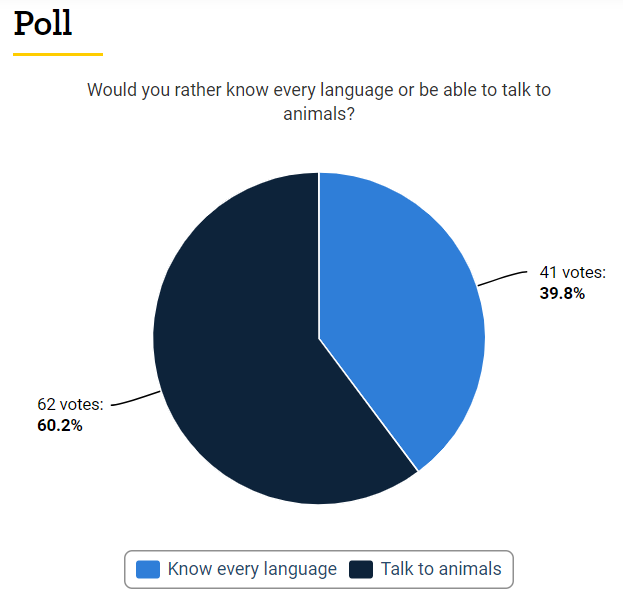 Poll
Would you rather know every language or be able to talk to
animals?
41 votes:
39.8%
62 votes:
60.2%
Know every language
Talk to animals